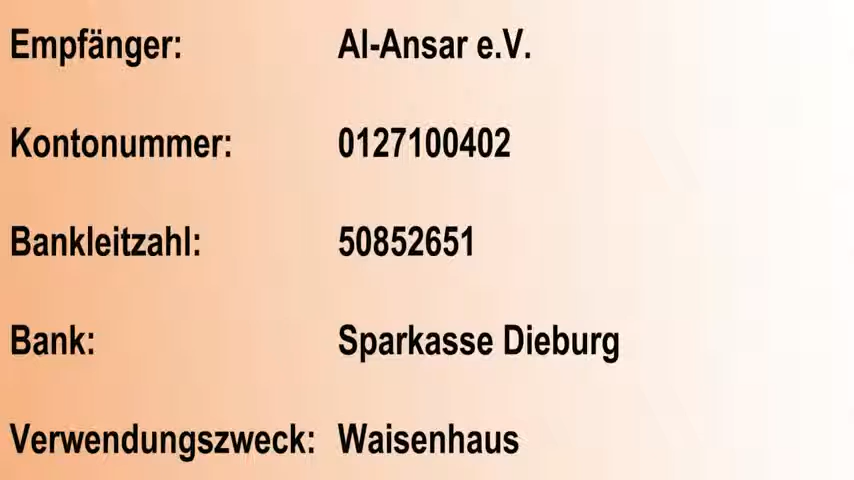 Empfänger: Al-Ansar e.V.
Kontonummer: 0127100402
Bankleitzahl: 50852651
Bank: Sparkasse Dieburg
Verwendungszweck: Waisenhaus